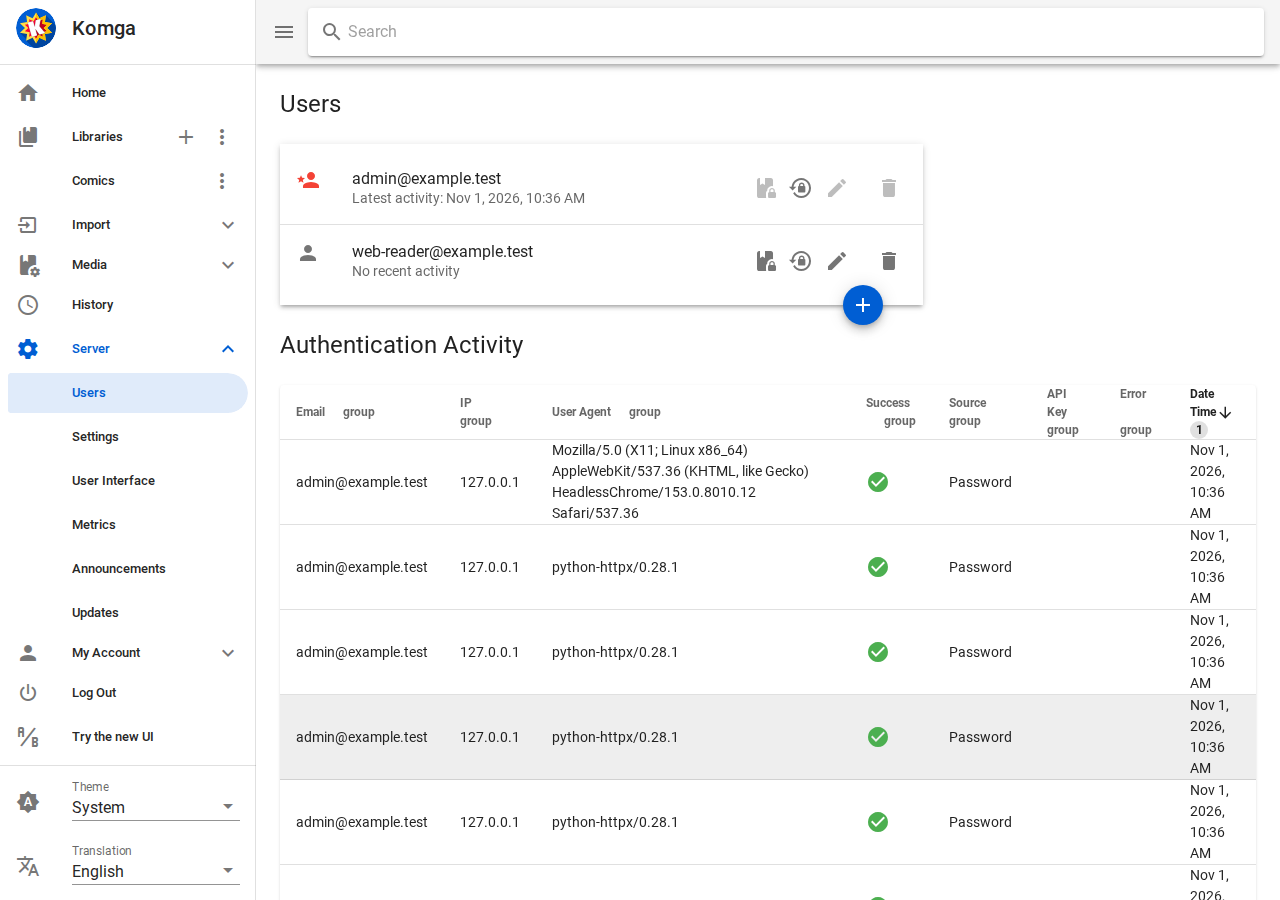 Komga
Search
Home
Libraries
Comics
Import
Media
History
Server
Users
Settings
User Interface
Metrics
Announcements
Updates
My Account
Log Out
Try the new UI
Theme
System
Translation
English
Users
admin@example.test
Latest activity: Nov 1, 2026, 10:36 AM
web-reader@example.test
No recent activity
Authentication Activity
Email group
IP
group
User Agent group
Success
group
Source
group
API
Key
group
Error
group
Date
Time
1
admin@example.test
127.0.0.1
Mozilla/5.0 (X11; Linux x86_64)
AppleWebKit/537.36 (KHTML, like Gecko)
HeadlessChrome/153.0.8010.12
Safari/537.36
Password
Nov 1,
2026,
10:36
AM
admin@example.test
127.0.0.1
python-httpx/0.28.1
Password
Nov 1,
2026,
10:36
AM
admin@example.test
127.0.0.1
python-httpx/0.28.1
Password
Nov 1,
2026,
10:36
AM
admin@example.test
127.0.0.1
python-httpx/0.28.1
Password
Nov 1,
2026,
10:36
AM
admin@example.test
127.0.0.1
python-httpx/0.28.1
Password
Nov 1,
2026,
10:36
AM
Nov 1,
2026,